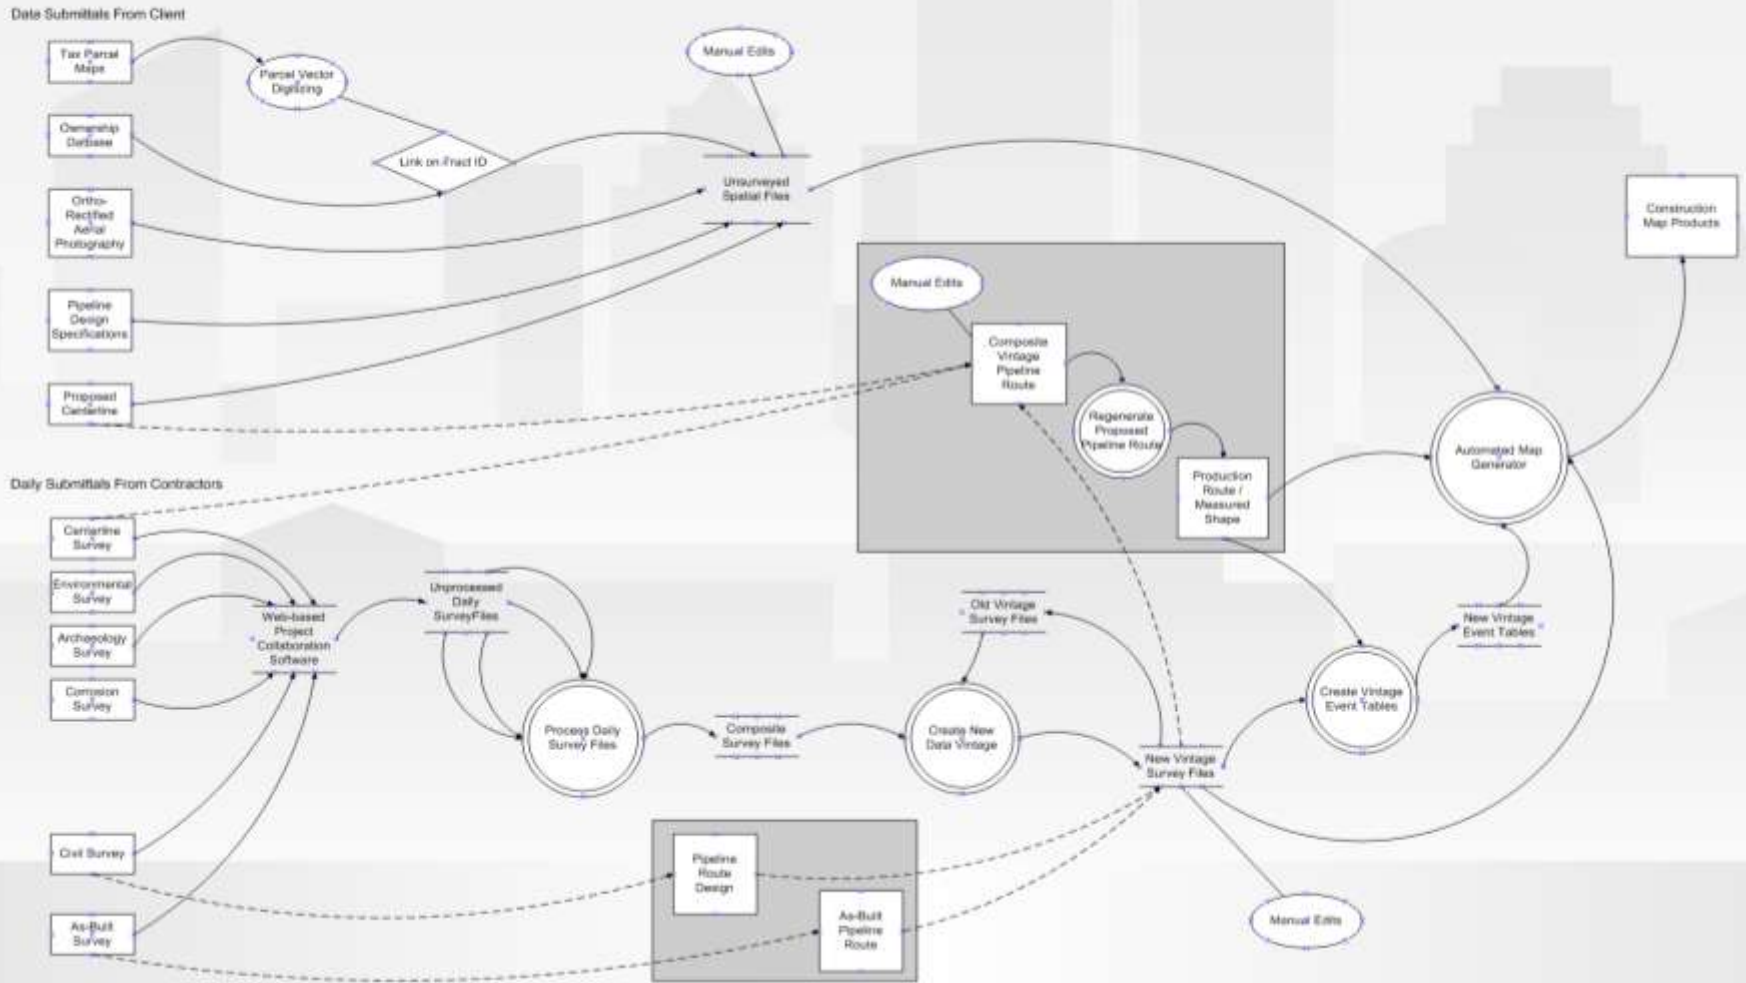 Data Submittals From Client
Tax Parcel
Maps
Parcel Vector
Digitizing
Manual Edits
Ownership
Datbase
Link on Tract ID
Ortho-
Rectified
Aerial
Photography
Unsurveyed
Spatial Files
Construction
Map Products
Pipeline
Design
Specifications
Manual Edits
Composite
Vintage
Pipeline
Route
Proposed
Centerline
Regenerate
Proposed
Pipeline Route
Automated Map
Generator
Production
Route /
Measured
Shape
Daily Submittals From Contractors
Centerline
Survey
Environmental
Survey
Archaeology
Survey
Corrosion
Survey
Web-based
Project
Collaboration
Software
Unprocessed
Daily
SurveyFiles
Old Vintage
Survey Files
New Vintage
Event Tables
Create Vintage
Event Tables
Process Daily
Survey Files
Composite
Survey Files
Create New
Data Vintage
New Vintage
Survey Files
Civil Survey
Pipeline
Route
Design
As-Built
Survey
As-Built
Pipeline
Route
Manual Edits